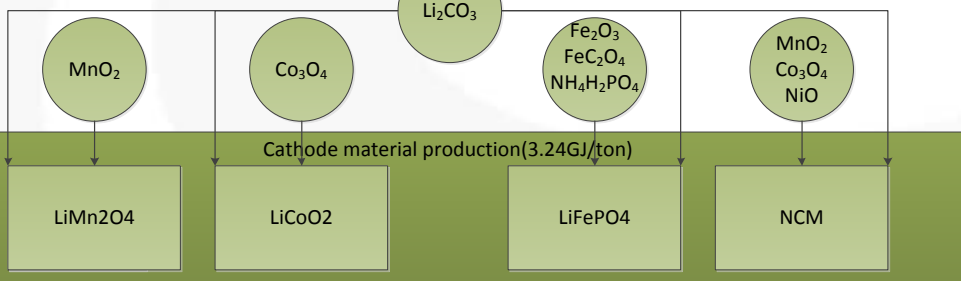 Li₂CO₃
MnO₂
Co₃O₄
Fe₂O₃
FeC₂O₄
NH₄H₂PO₄
MnO₂
Co₃O₄
NiO
Cathode material production(3.24GJ/ton)
LiMn2O4
LiCoO2
LiFePO4
NCM